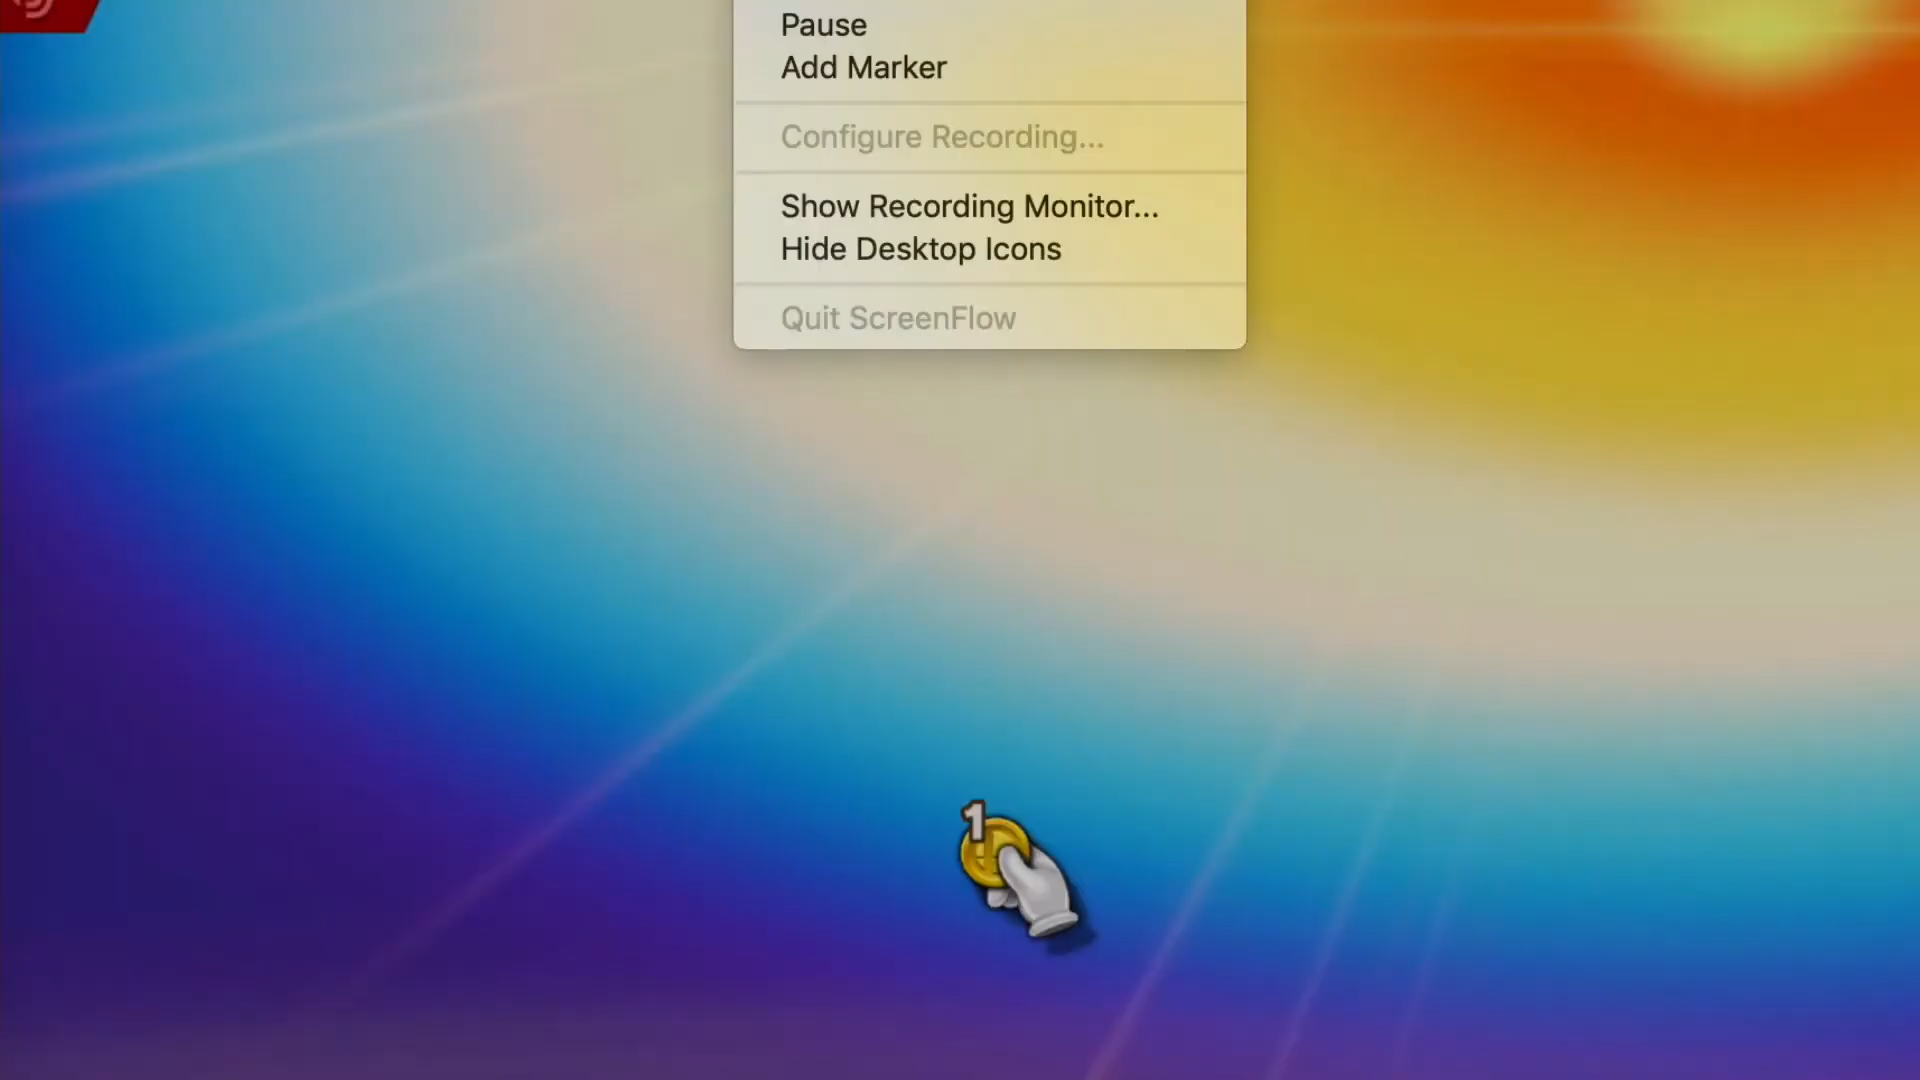 Pause
Add Marker
Configure Recording...
Show Recording Monitor...
Hide Desktop Icons
Quit ScreenFlow
1